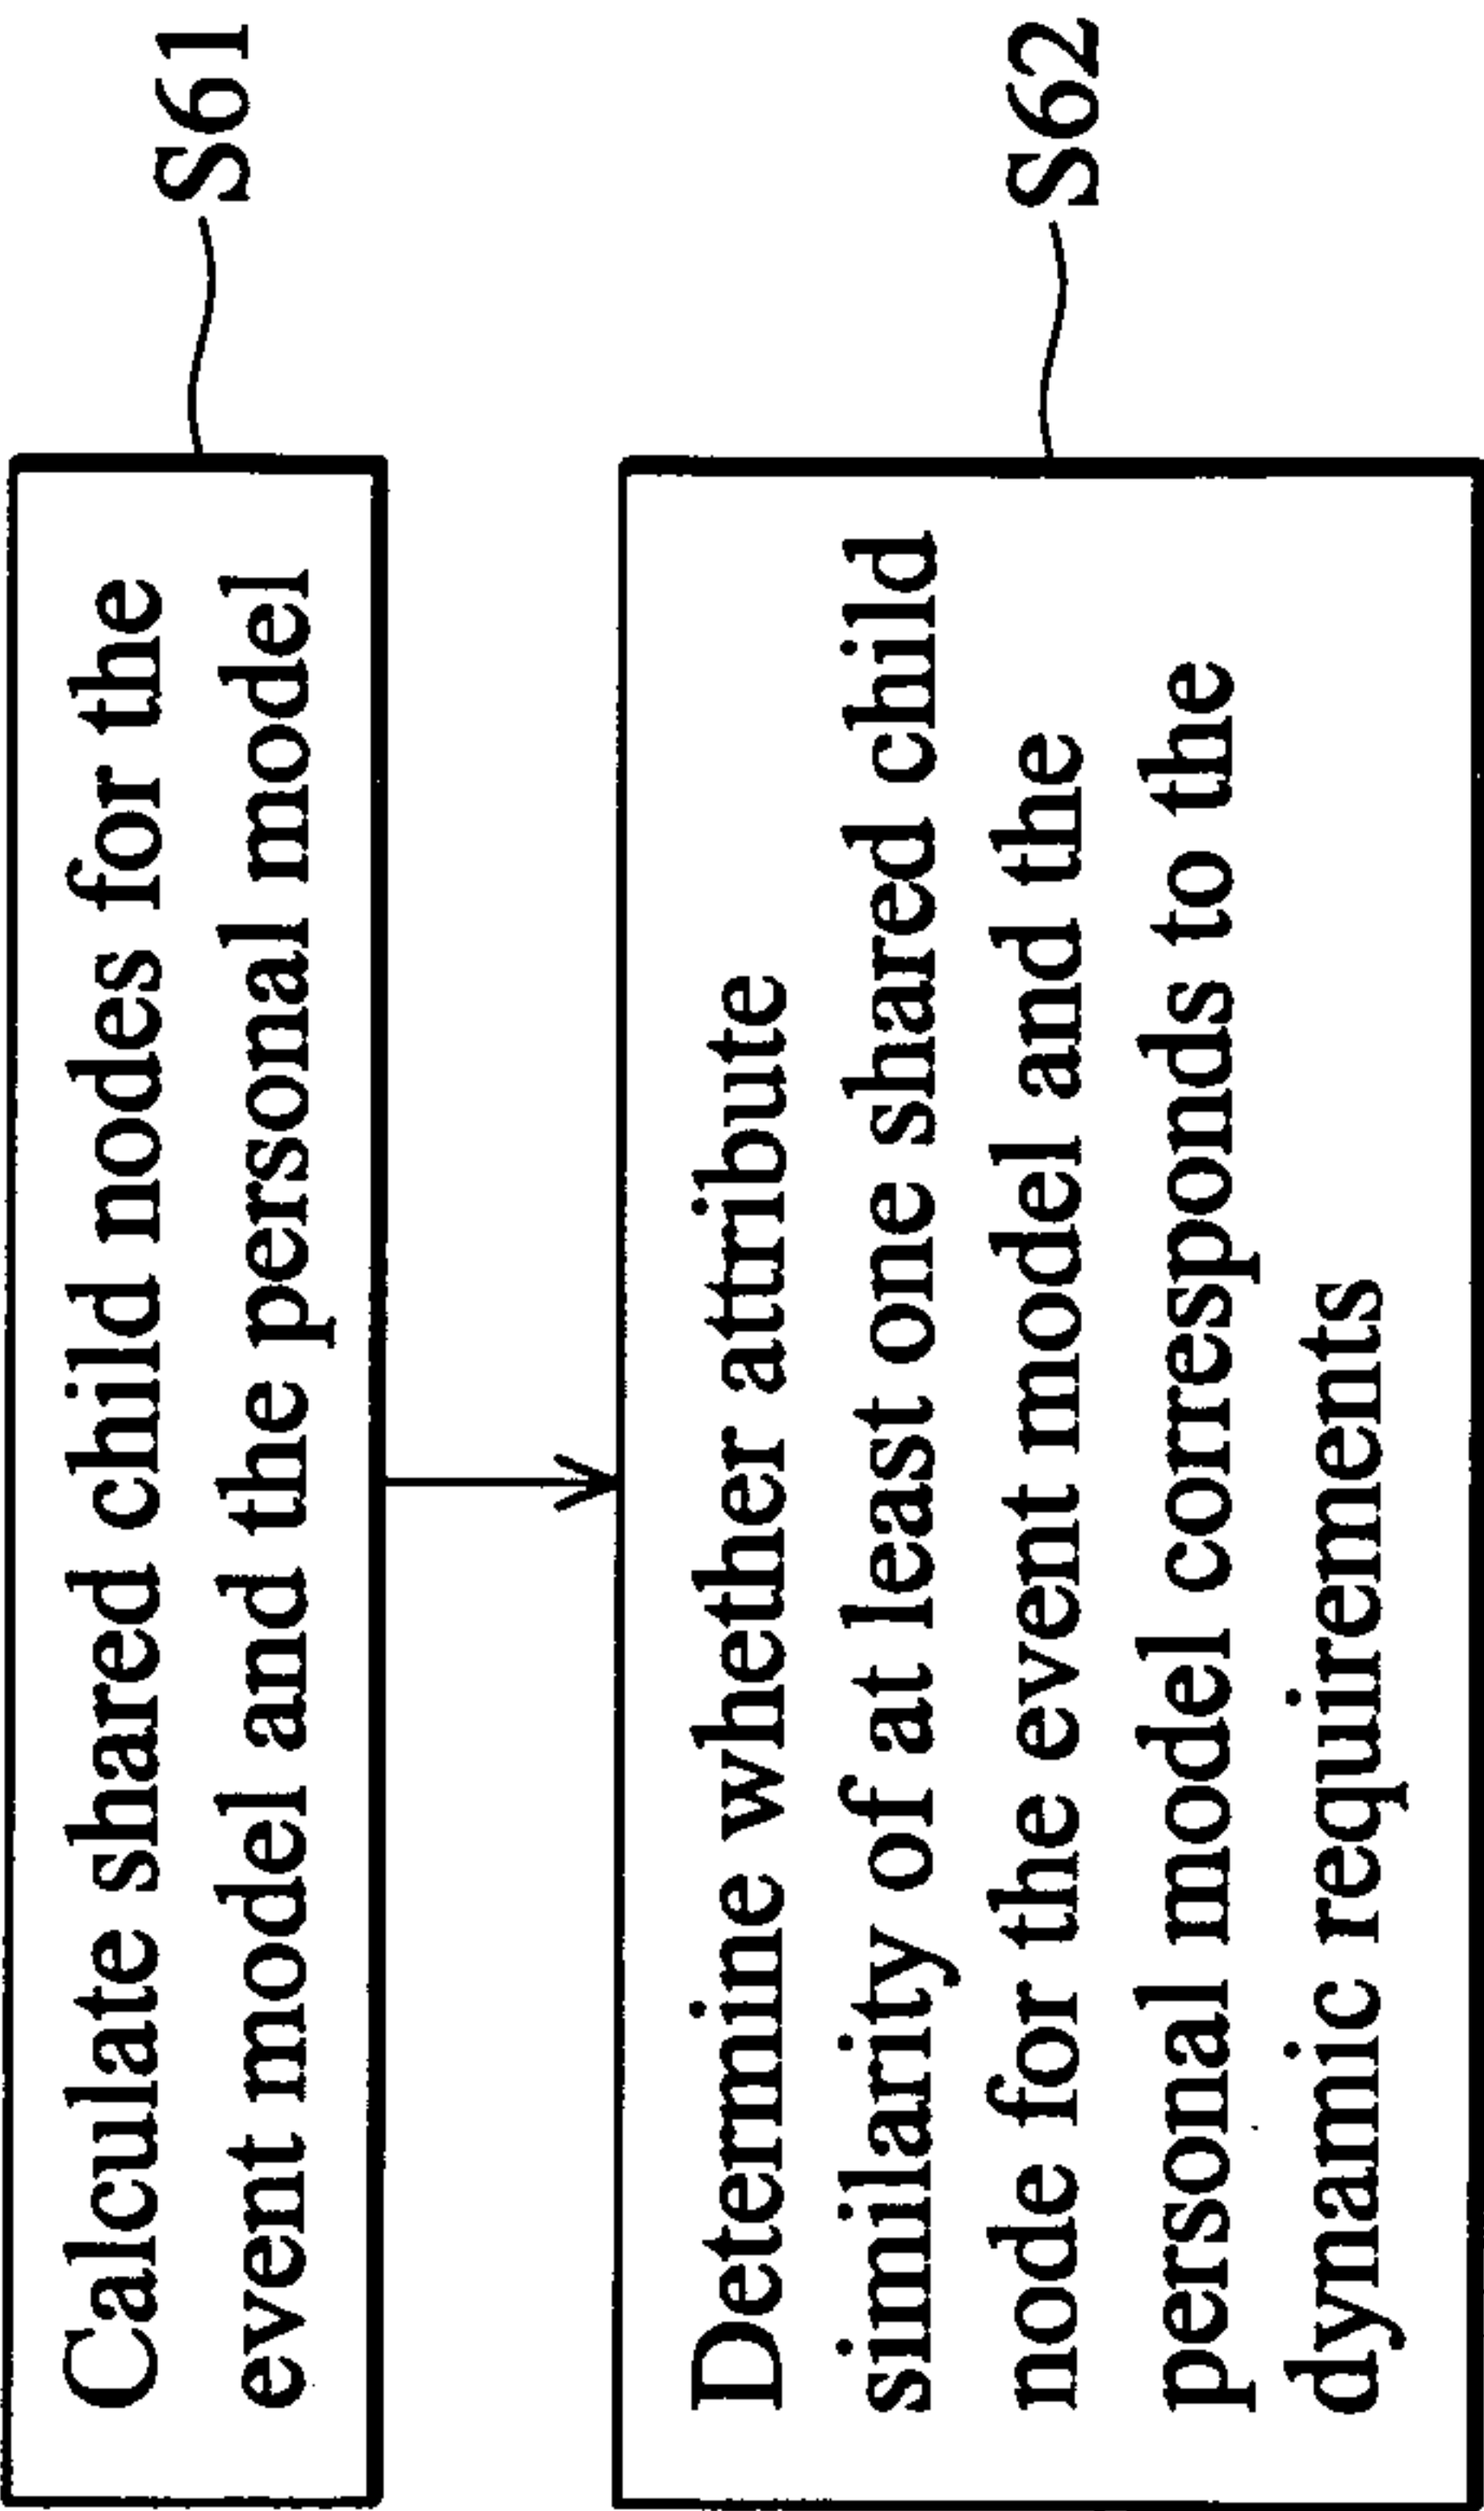 Calculate shared child nodes for the
event model and the personal model
S61
Determine whether attribute
similarity of at least one shared child
node for the event model and the
personal model corresponds to the
dynamic requirements
S62